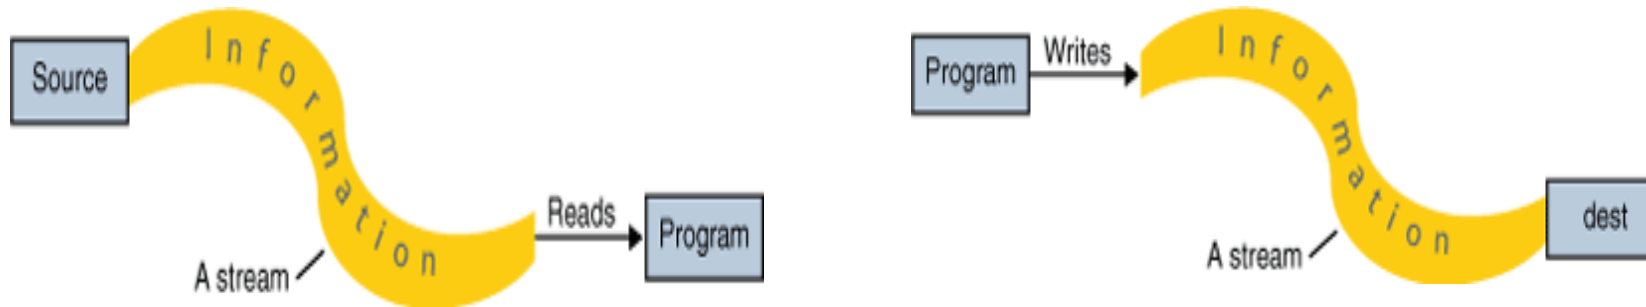 Source
Information
Reads
Program
A stream
Program
Writes
Information
A stream
dest